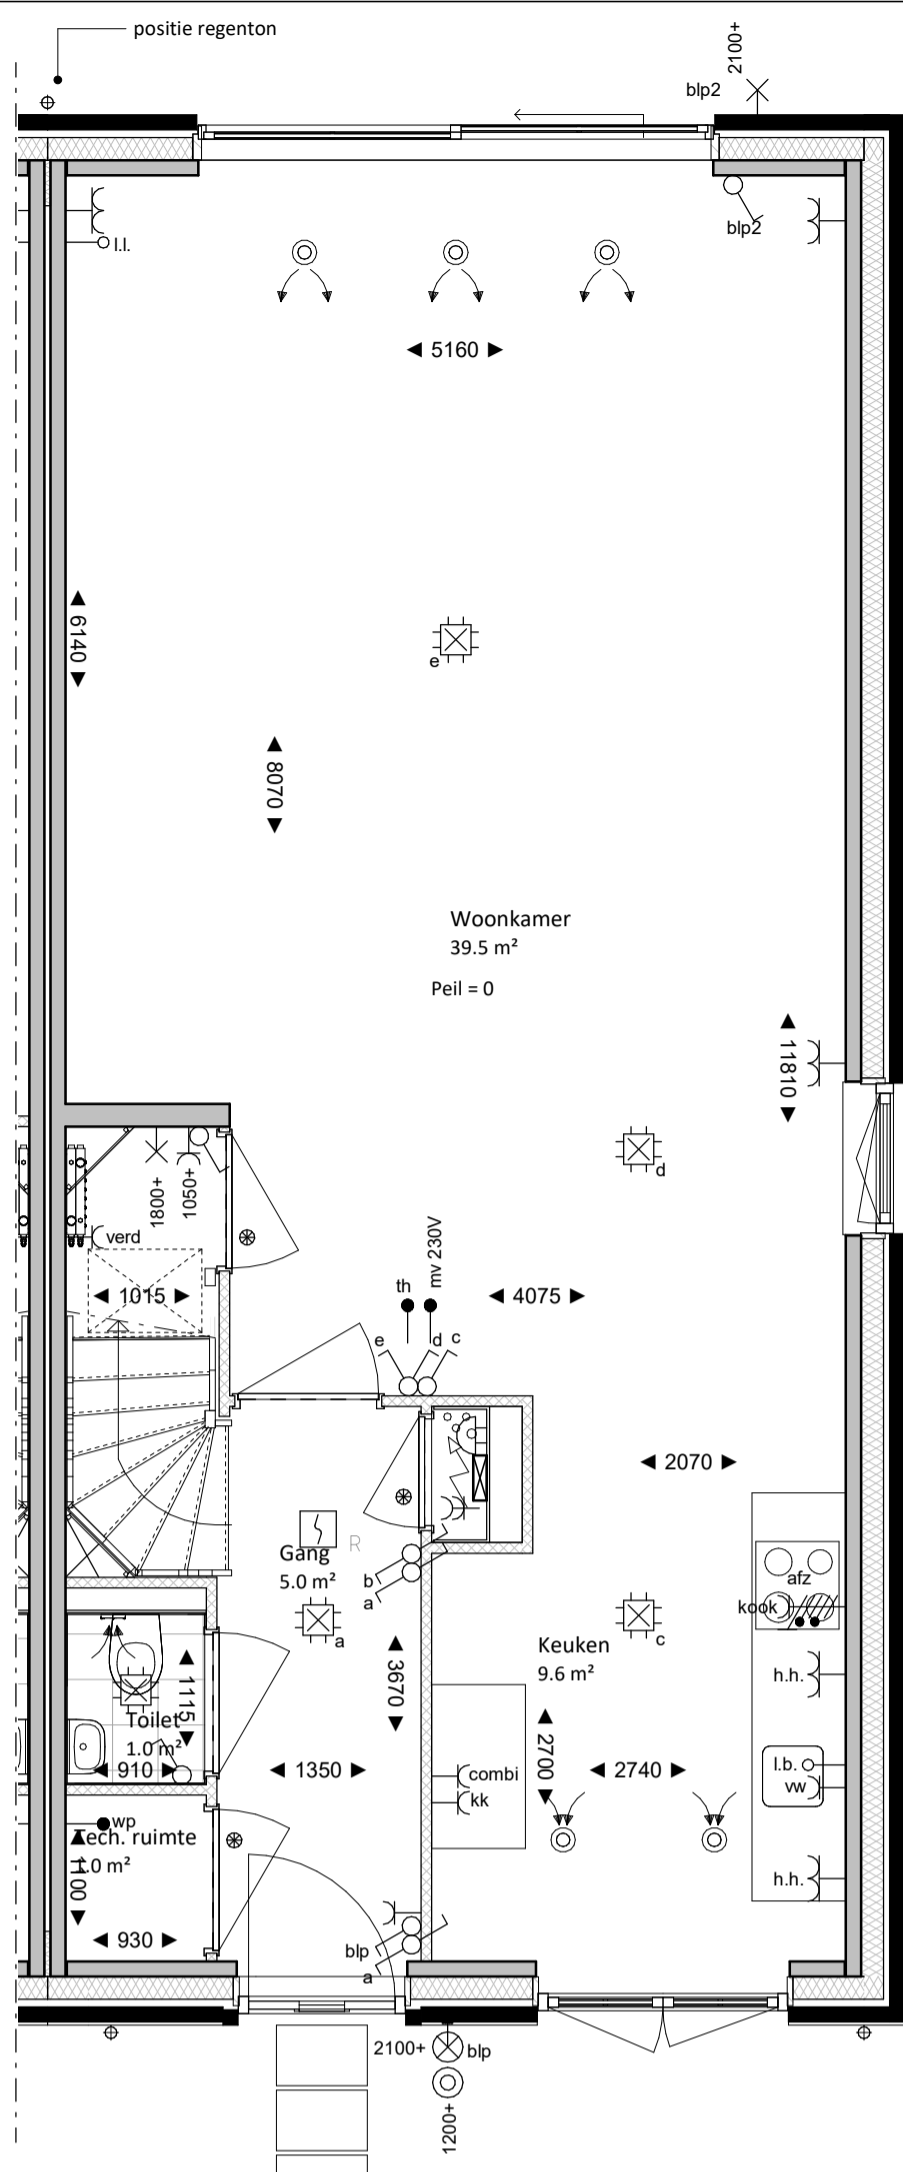 positie regenton
2100+
blp2
blp2
l.l.
5160
6140
e
8070
Woonkamer
39.5 m²
Peil = 0
11810
d
1800+
1050+
verd
1015
th
mv 230V
4075
e
d
c
2070
R
Gang
5.0 m²
b
a
a
afz
kook
c
Keuken
9.6 m²
h.h.
3670
1115
Toilet
1.0 m²
910
1350
2700
2740
combi
kk
l.b.
vw
wp
Tech. ruimte
1.0 m²
1100
h.h.
930
blp
a
2100+
blp
1200+